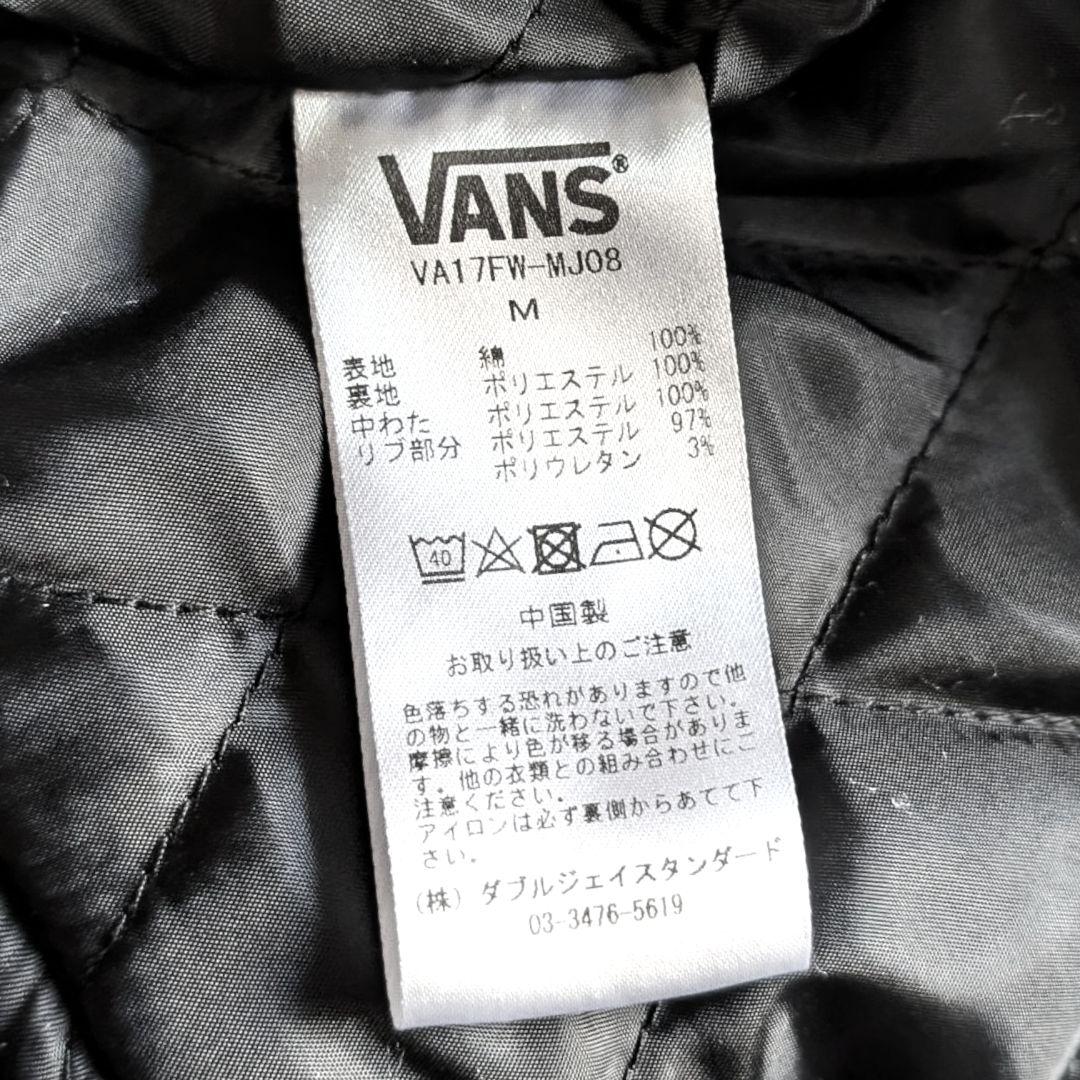 VANS®
VA17FW-MJ08
M
表地 綿 100%
裏地 ポリエステル 100%
中わた ポリエステル 100%
リブ部分 ポリエステル 97%
ポリウレタン 3%
40
中国製
お取り扱い上のご注意
色落ちする恐れがありますので他
の物と一緒に洗わないで下さい。
摩擦により色が移る場合がありま
す。他の衣類との組み合わせにご
注意ください。
アイロンは必ず裏側からあてて下
さい。
(株) ダブルジェイスタンダード
03-3476-5619